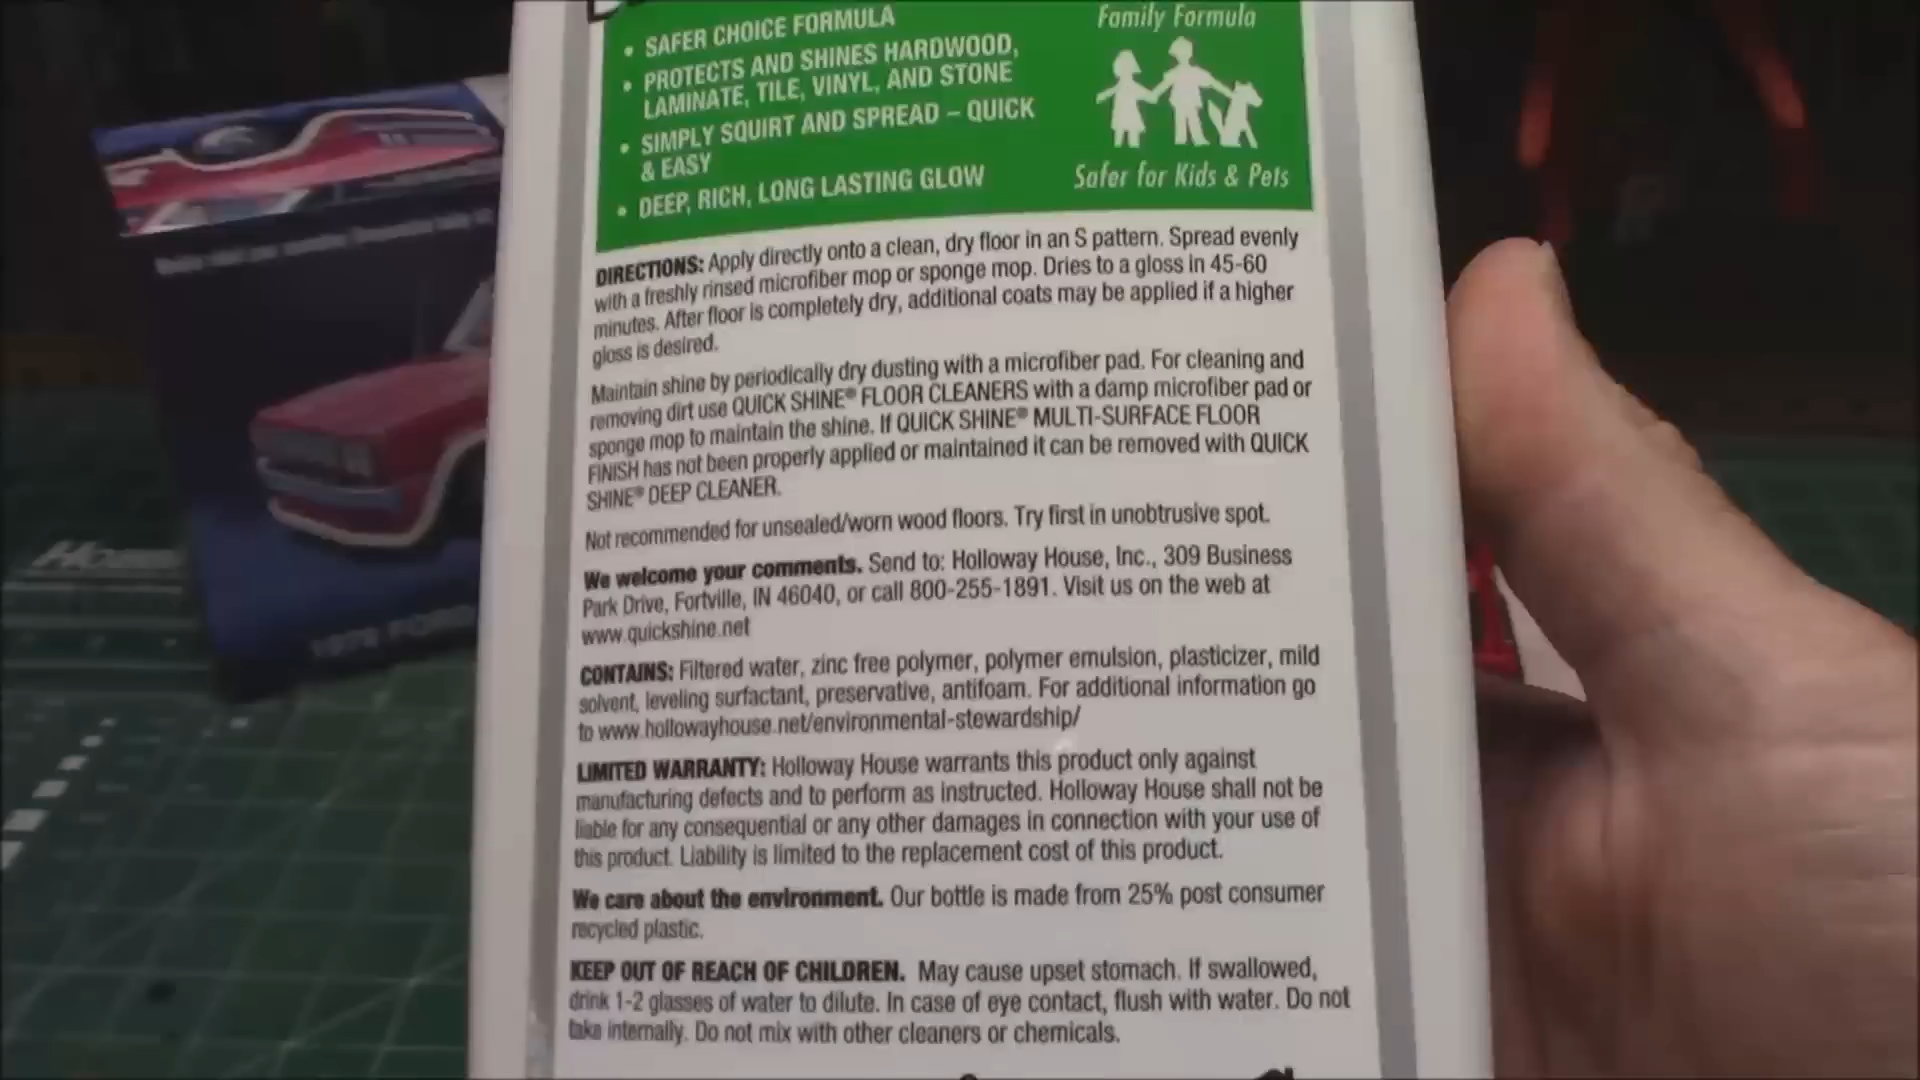 SAFER CHOICE FORMULA
PROTECTS AND SHINES HARDWOOD,
LAMINATE, TILE, VINYL, AND STONE
SIMPLY SQUIRT AND SPREAD – QUICK
& EASY
DEEP, RICH, LONG LASTING GLOW
Family Formula
Safer for Kids & Pets
DIRECTIONS: Apply directly onto a clean, dry floor in an S pattern. Spread evenly
with a freshly rinsed microfiber mop or sponge mop. Dries to a gloss in 45-60
minutes. After floor is completely dry, additional coats may be applied if a higher
gloss is desired.
Maintain shine by periodically dry dusting with a microfiber pad. For cleaning and
removing dirt use QUICK SHINE® FLOOR CLEANERS with a damp microfiber pad or
sponge mop to maintain the shine. If QUICK SHINE® MULTI-SURFACE FLOOR
FINISH has not been properly applied or maintained it can be removed with QUICK
SHINE® DEEP CLEANER.
Not recommended for unsealed/worn wood floors. Try first in unobtrusive spot.
We welcome your comments. Send to: Holloway House, Inc., 309 Business
Park Drive, Fortville, IN 46040, or call 800-255-1891. Visit us on the web at
www.quickshine.net
CONTAINS: Filtered water, zinc free polymer, polymer emulsion, plasticizer, mild
solvent, leveling surfactant, preservative, antifoam. For additional information go
to www.hollowayhouse.net/environmental-stewardship/
LIMITED WARRANTY: Holloway House warrants this product only against
manufacturing defects and to perform as instructed. Holloway House shall not be
liable for any consequential or any other damages in connection with your use of
this product. Liability is limited to the replacement cost of this product.
We care about the environment. Our bottle is made from 25% post consumer
recycled plastic.
KEEP OUT OF REACH OF CHILDREN. May cause upset stomach. If swallowed,
drink 1-2 glasses of water to dilute. In case of eye contact, flush with water. Do not
take internally. Do not mix with other cleaners or chemicals.